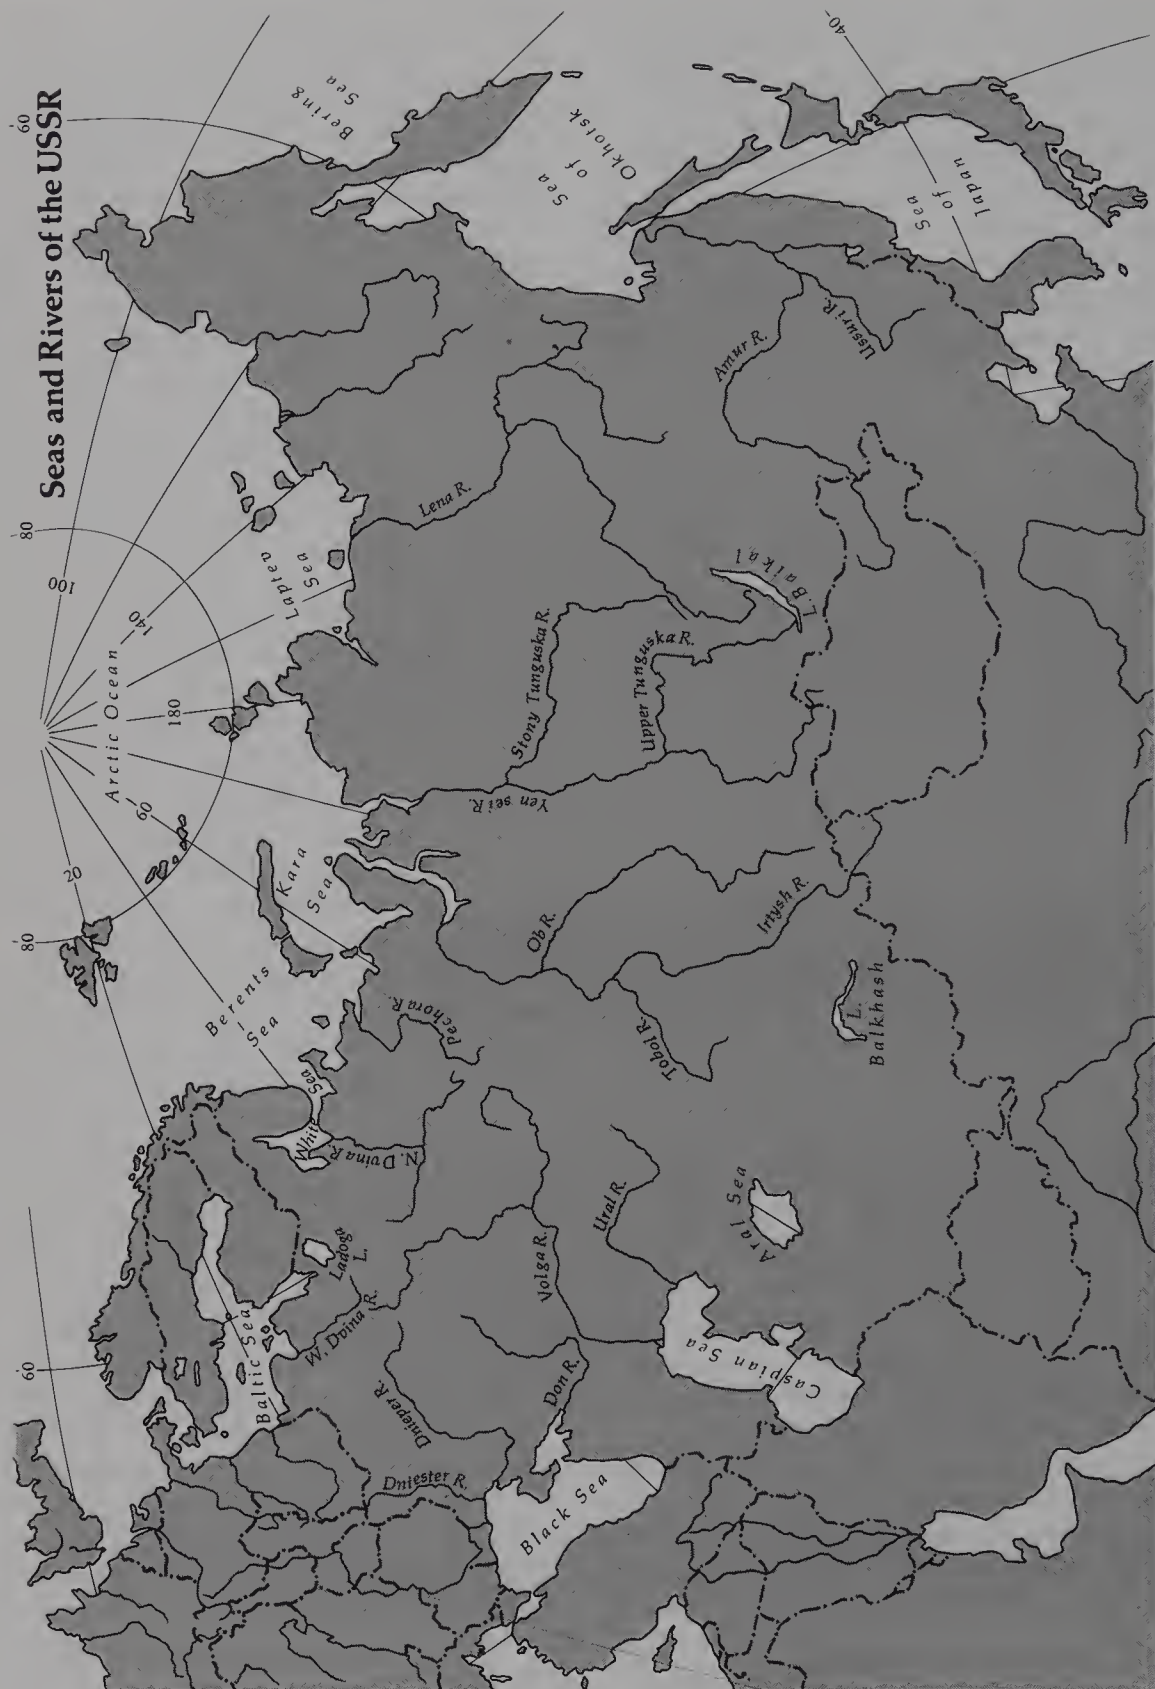 Seas and Rivers of the USSR
60
80
100
140
180
60
20
80
60
40
Arctic Ocean
Bering
Sea
Sea
of
Okhotsk
Sea
of
Japan
Laptev
Sea
Kara
Sea
Berents
Sea
White Sea
Baltic Sea
Ladoga
L.
Lena R.
Amur R.
Ussuri R.
L. Baikal
Stony Tunguska R.
Upper Tunguska R.
Yen sei R.
Ob R.
Irtysh R.
Tobol R.
Pechora R.
N. Dvina R.
L.
Balkhash
Aral Sea
Ural R.
Volga R.
W. Dvina R.
Dnieper R.
Don R.
Dniester R.
Caspian Sea
Black Sea